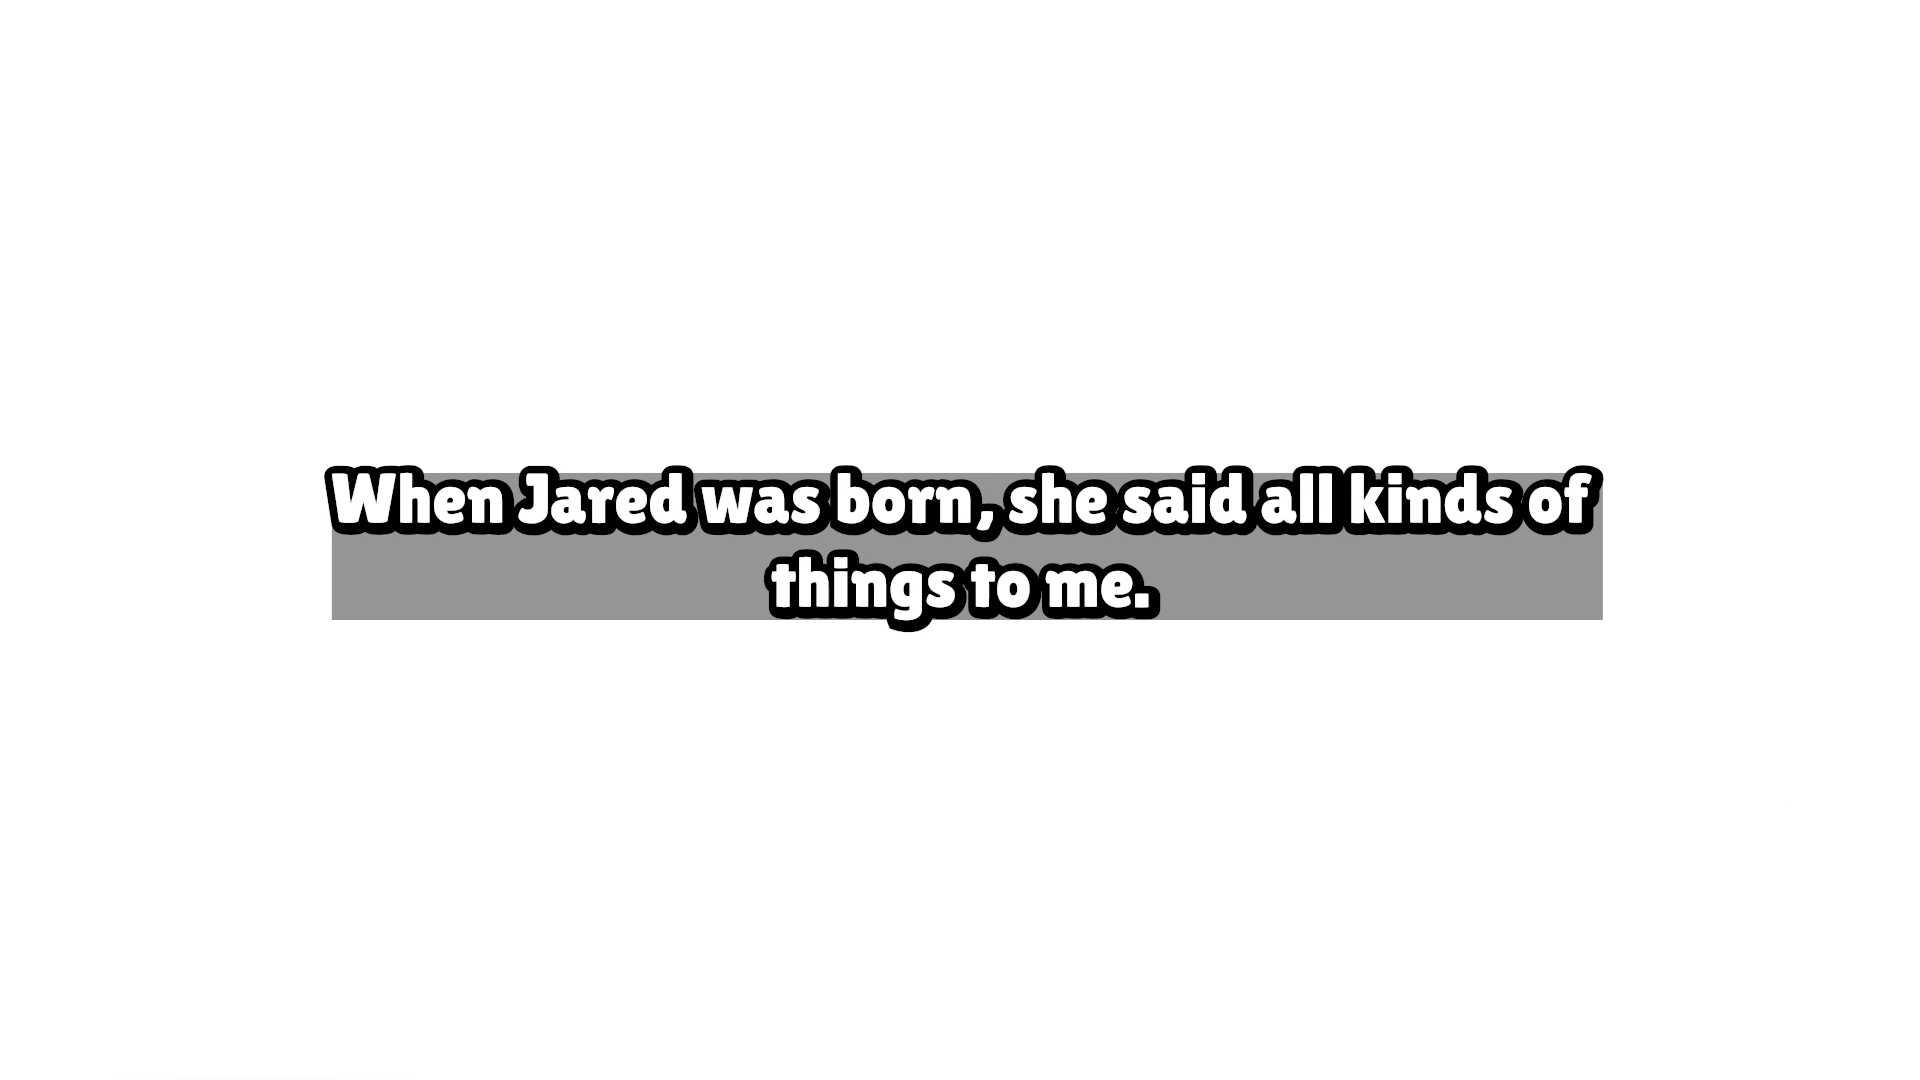 When Jared was born, she said all kinds of
things to me.